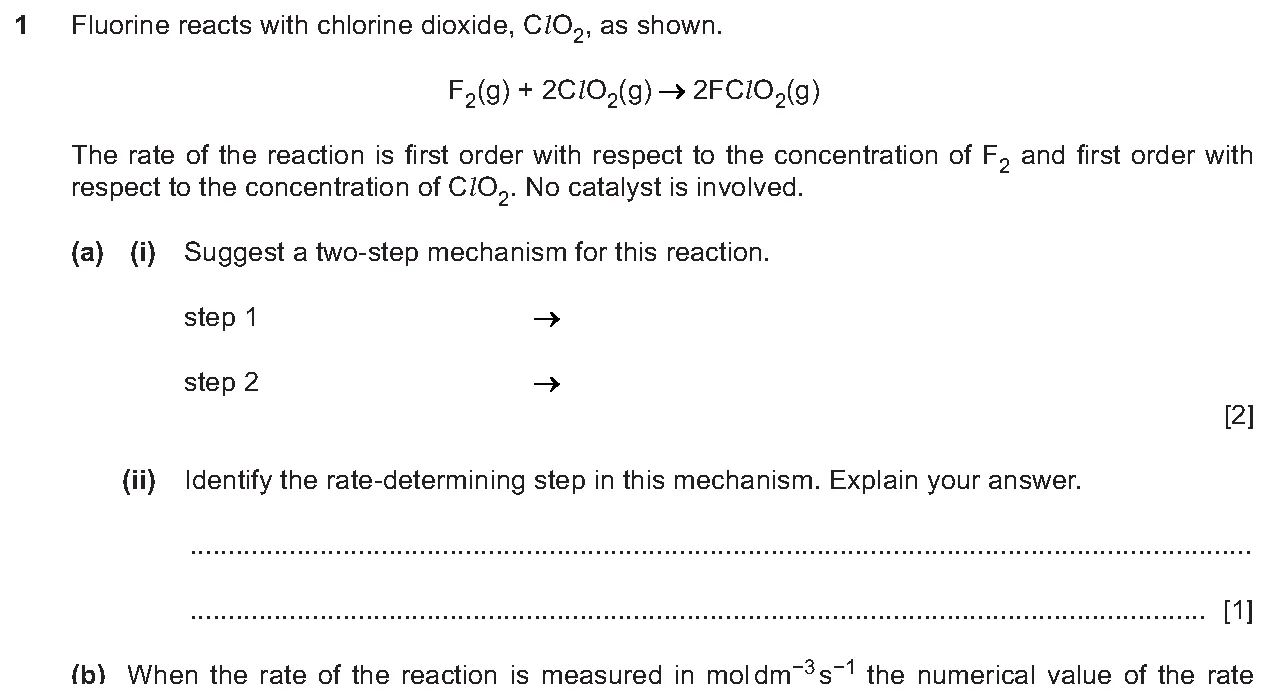 1 Fluorine reacts with chlorine dioxide, ClO₂, as shown.
F₂(g) + 2ClO₂(g) → 2FClO₂(g)
The rate of the reaction is first order with respect to the concentration of F₂ and first order with
respect to the concentration of ClO₂. No catalyst is involved.
(a) (i) Suggest a two-step mechanism for this reaction.
step 1 →
step 2 →
[2]
(ii) Identify the rate-determining step in this mechanism. Explain your answer.
[1]
(b) When the rate of the reaction is measured in mol dm⁻³ s⁻¹ the numerical value of the rate